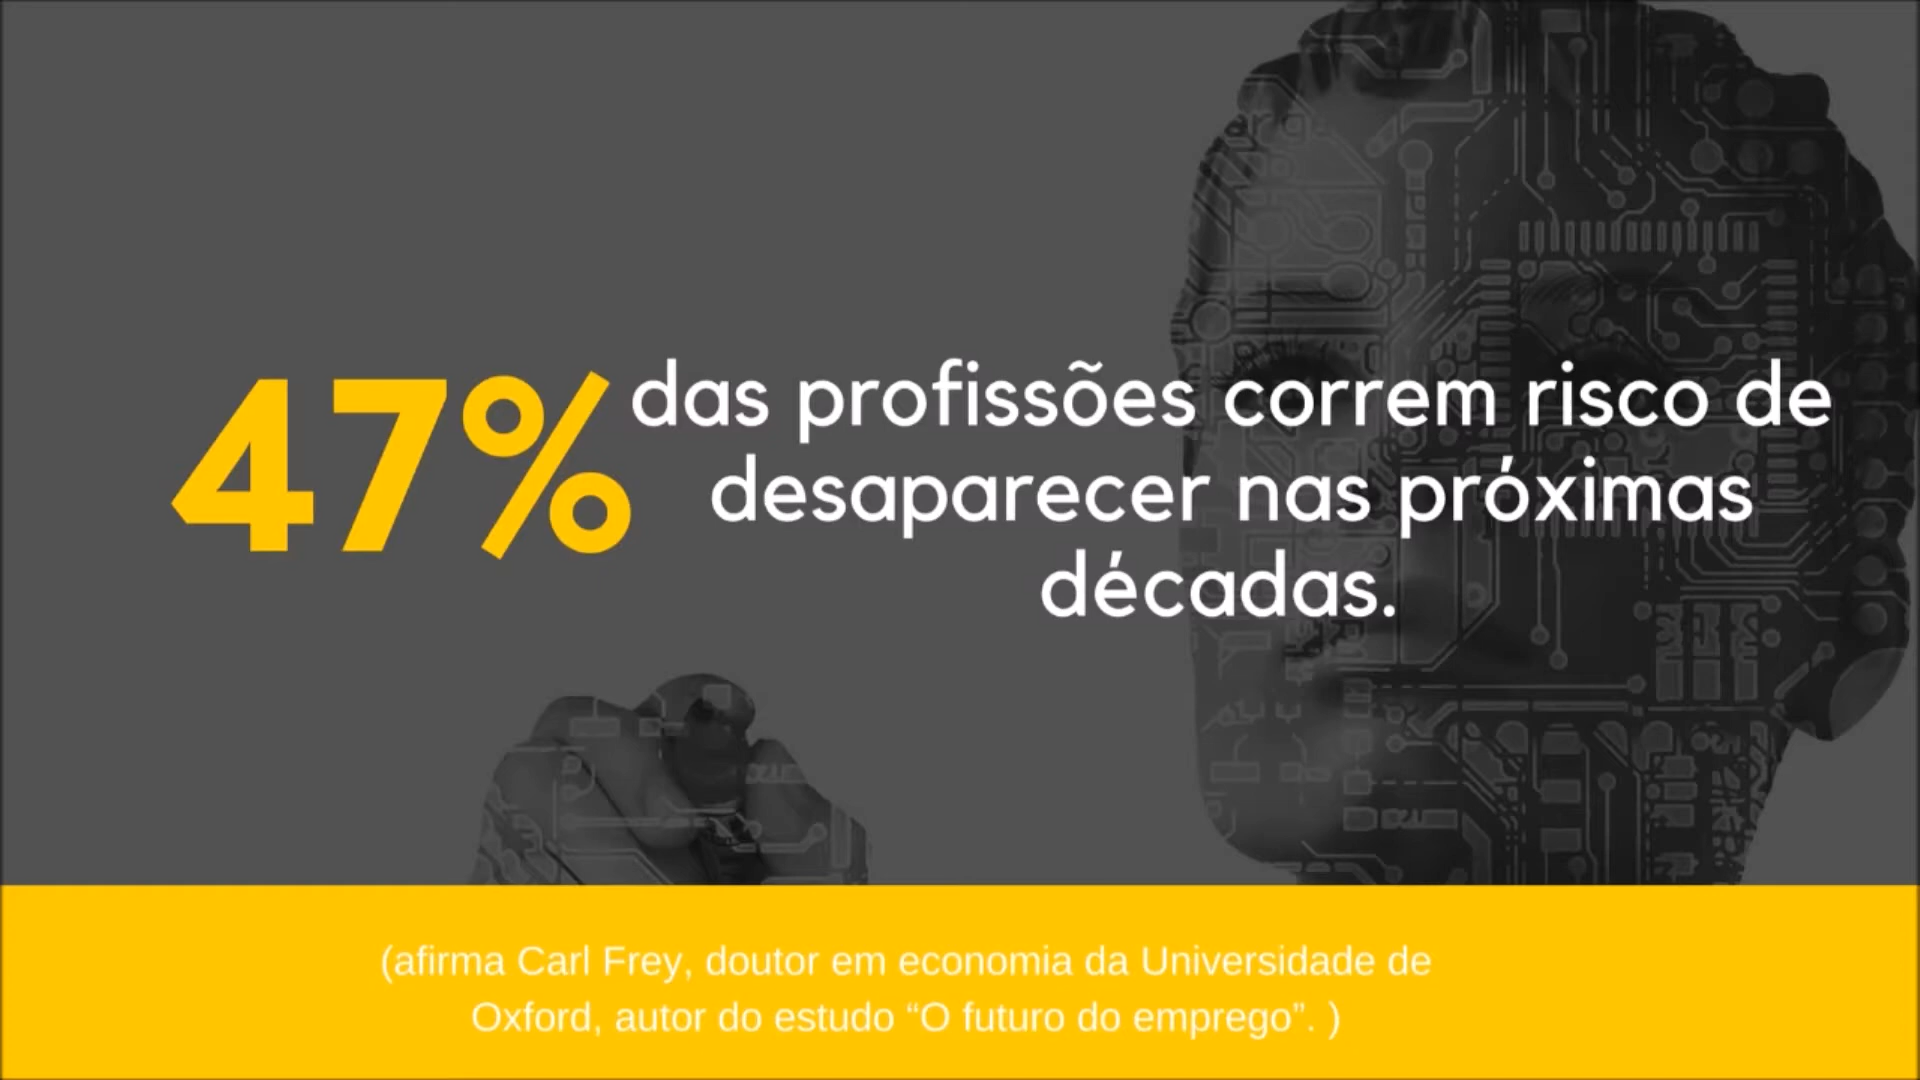 47% das profissões correm risco de
desaparecer nas próximas
décadas.
(afirma Carl Frey, doutor em economia da Universidade de
Oxford, autor do estudo “O futuro do emprego”. )